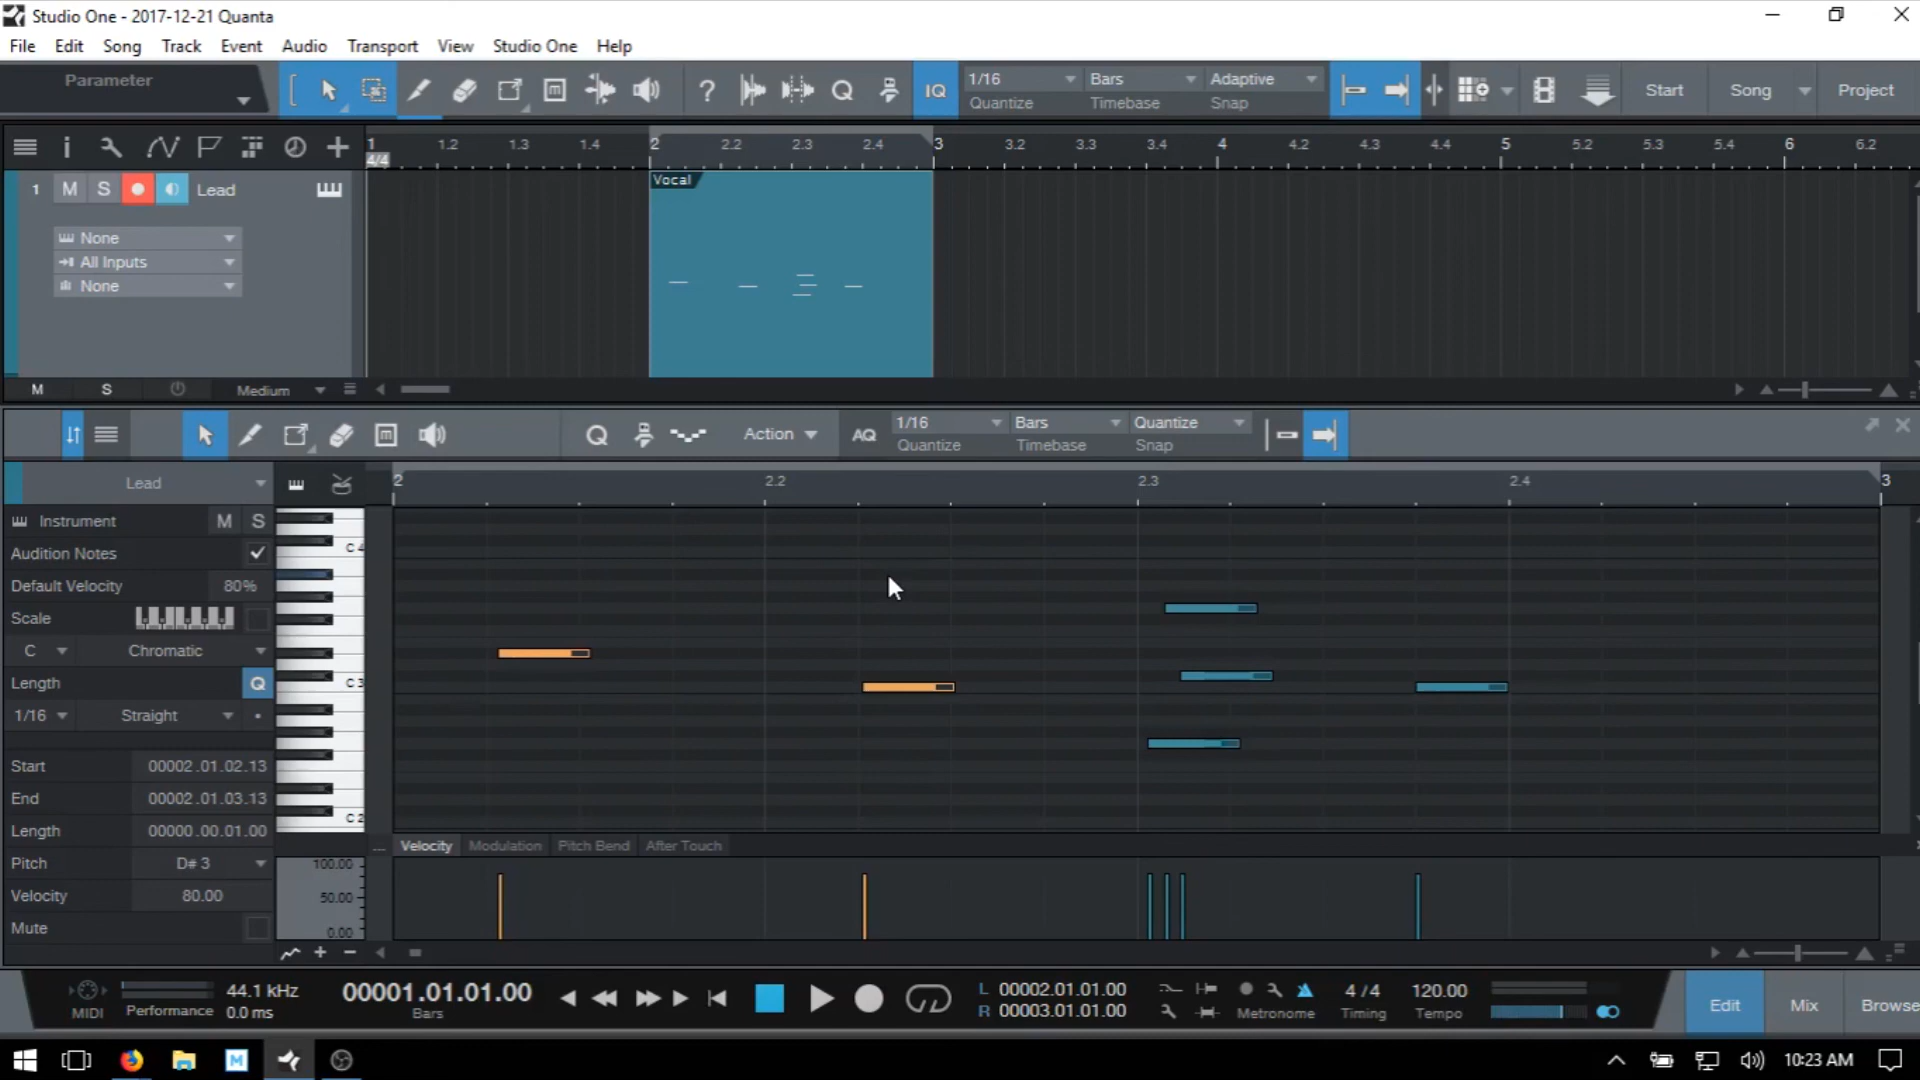 Studio One - 2017-12-21 Quanta
File Edit Song Track Event Audio Transport View Studio One Help
Parameter
? Q IQ 1/16 Bars Adaptive Start Song Project
Quantize Timebase Snap
i 1 1.2 1.3 1.4 2 2.2 2.3 2.4 3 3.2 3.3 3.4 4 4.2 4.3 4.4 5 5.2 5.3 5.4 6 6.2
4/4
1 M S Lead
Vocal
None
All Inputs
None
M S Medium
Q Action AQ 1/16 Bars Quantize
Quantize Timebase Snap
Lead 2 2.2 2.3 2.4 3
Instrument M S
C 4
Audition Notes
Default Velocity 80%
Scale
C Chromatic
Length Q C 3
1/16 Straight
Start 00002.01.02.13
End 00002.01.03.13
Length 00000.00.01.00 C 2
... Velocity Modulation Pitch Bend After Touch
Pitch D# 3 100.00
Velocity 80.00 50.00
Mute 0.00
MIDI Performance 44.1 kHz 0.0 ms
00001.01.01.00
Bars
L 00002.01.01.00
R 00003.01.01.00
Metronome
4 / 4
Timing
120.00
Tempo
Edit Mix Browse
M 10:23 AM